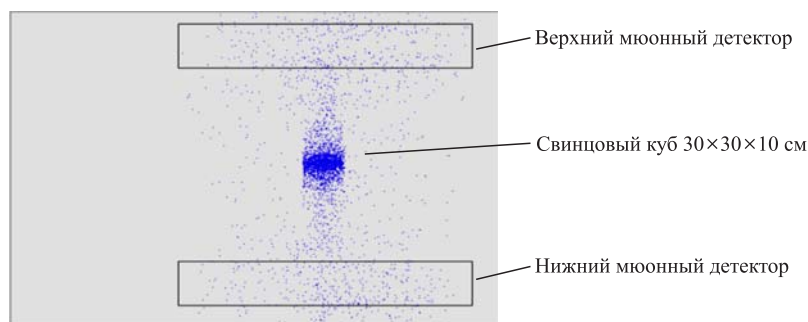 Верхний мюонный детектор
Свинцовый куб 30×30×10 см
Нижний мюонный детектор